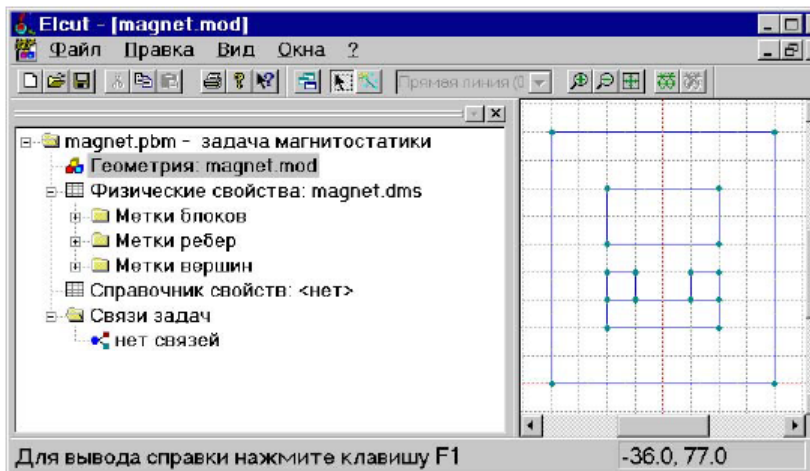 Elcut - [magnet.mod]
Файл Правка Вид Окна ?
Прямая линия (0
magnet.pbm - задача магнитостатики
Геометрия: magnet.mod
Физические свойства: magnet.dms
Метки блоков
Метки ребер
Метки вершин
Справочник свойств: <нет>
Связи задач
нет связей
Для вывода справки нажмите клавишу F1
-36.0, 77.0